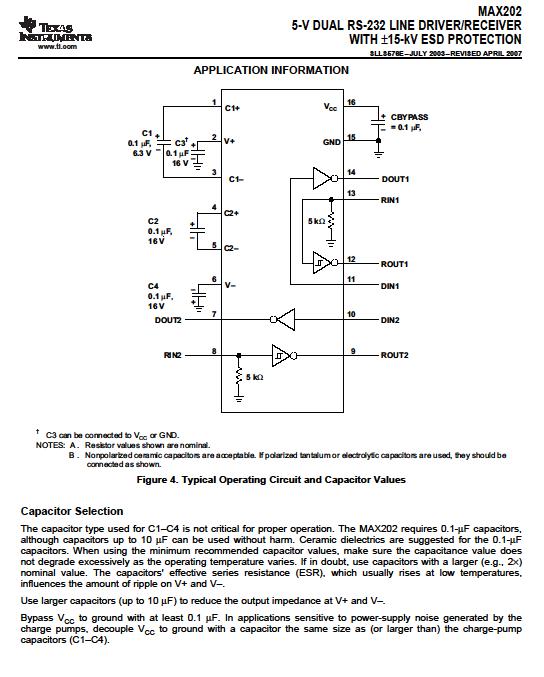 MAX202
5-V DUAL RS-232 LINE DRIVER/RECEIVER
WITH ±15-kV ESD PROTECTION
TEXAS
INSTRUMENTS
www.ti.com
SLLS576E–JULY 2003–REVISED APRIL 2007
APPLICATION INFORMATION
1
C1+
VCC
16
+
C1
0.1 µF,
6.3 V
+
–
2
V+
C3†
0.1 µF
16 V
+
–
CBYPASS
= 0.1 µF,
+
–
GND
15
3
C1–
14
DOUT1
13
RIN1
4
C2+
C2
0.1 µF,
16 V
+
–
5 kΩ
5
C2–
12
ROUT1
6
V–
C4
0.1 µF,
16 V
–
+
11
DIN1
DOUT2
7
10
DIN2
RIN2
8
9
ROUT2
5 kΩ
† C3 can be connected to VCC or GND.
NOTES: A. Resistor values shown are nominal.
B. Nonpolarized ceramic capacitors are acceptable. If polarized tantalum or electrolytic capacitors are used, they should be
connected as shown.
Figure 4. Typical Operating Circuit and Capacitor Values
Capacitor Selection
The capacitor type used for C1–C4 is not critical for proper operation. The MAX202 requires 0.1-µF capacitors,
although capacitors up to 10 µF can be used without harm. Ceramic dielectrics are suggested for the 0.1-µF
capacitors. When using the minimum recommended capacitor values, make sure the capacitance value does
not degrade excessively as the operating temperature varies. If in doubt, use capacitors with a larger (e.g., 2×)
nominal value. The capacitors' effective series resistance (ESR), which usually rises at low temperatures,
influences the amount of ripple on V+ and V–.
Use larger capacitors (up to 10 µF) to reduce the output impedance at V+ and V–.
Bypass VCC to ground with at least 0.1 µF. In applications sensitive to power-supply noise generated by the
charge pumps, decouple VCC to ground with a capacitor the same size as (or larger than) the charge-pump
capacitors (C1–C4).